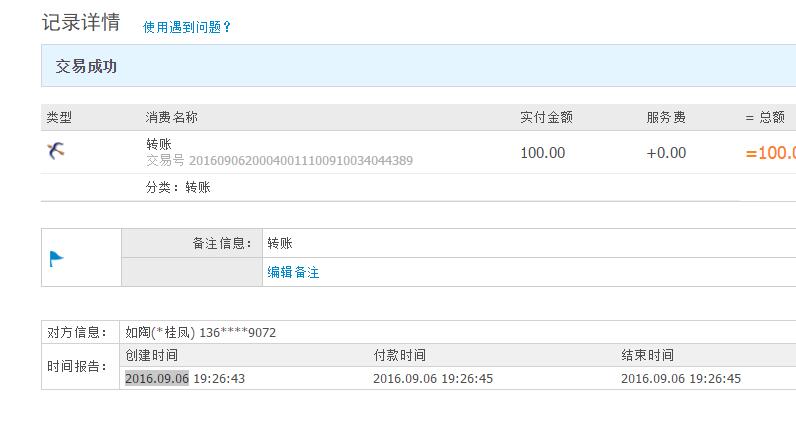 记录详情 使用遇到问题?
交易成功
类型 消费名称 实付金额 服务费 = 总额
转账 100.00 +0.00 =100.0
交易号 20160906200040011100910034044389
分类：转账
备注信息： 转账
编辑备注
对方信息： 如陶(*桂凤) 136****9072
时间报告： 创建时间 付款时间 结束时间
2016.09.06 19:26:43 2016.09.06 19:26:45 2016.09.06 19:26:45